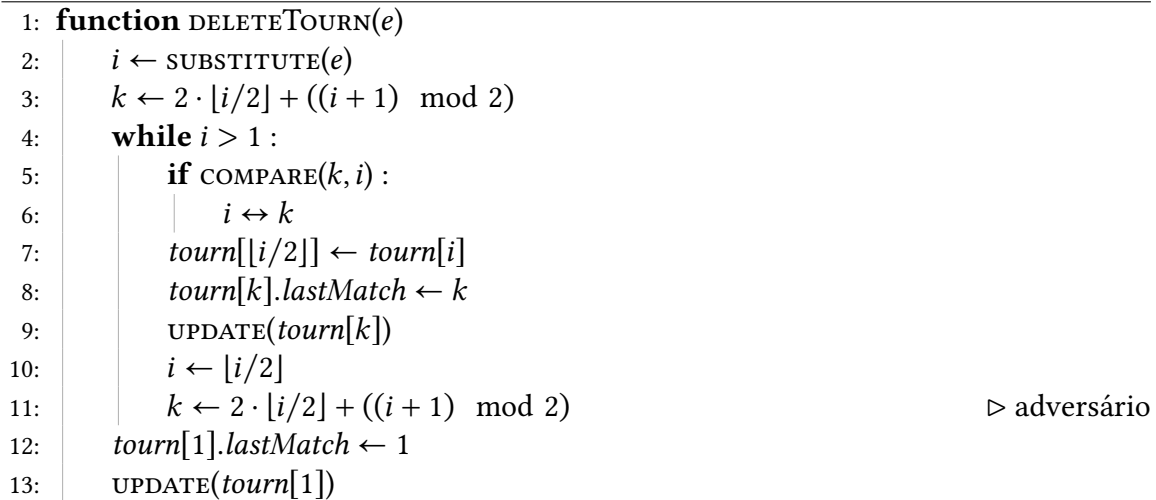 1: function DELETETOURN(e)
2: i ← SUBSTITUTE(e)
3: k ← 2 · ⌊i/2⌋ + ((i + 1) mod 2)
4: while i > 1 :
5: if COMPARE(k, i) :
6: i ↔ k
7: tourn[⌊i/2⌋] ← tourn[i]
8: tourn[k].lastMatch ← k
9: UPDATE(tourn[k])
10: i ← ⌊i/2⌋
11: k ← 2 · ⌊i/2⌋ + ((i + 1) mod 2) ▷ adversário
12: tourn[1].lastMatch ← 1
13: UPDATE(tourn[1])